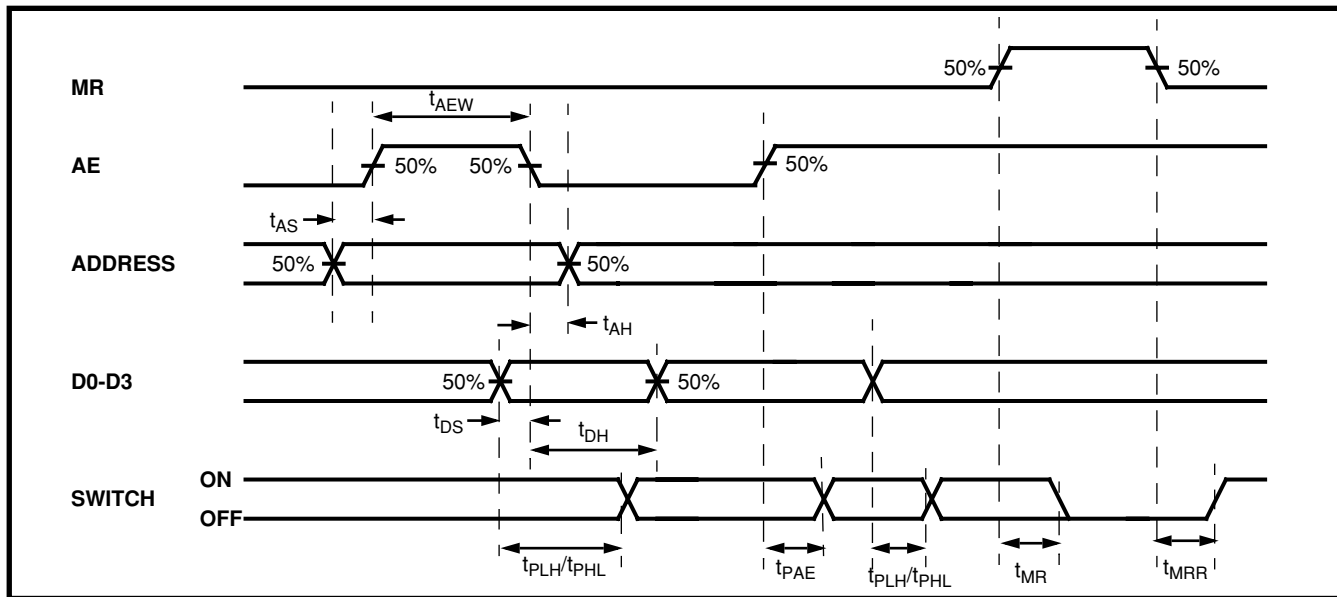 MR
50%
50%
tAEW
AE
50%
50%
50%
tAS
ADDRESS
50%
50%
tAH
D0-D3
50%
50%
tDS
tDH
ON
SWITCH
OFF
tPLH/tPHL
tPAE
tPLH/tPHL
tMR
tMRR